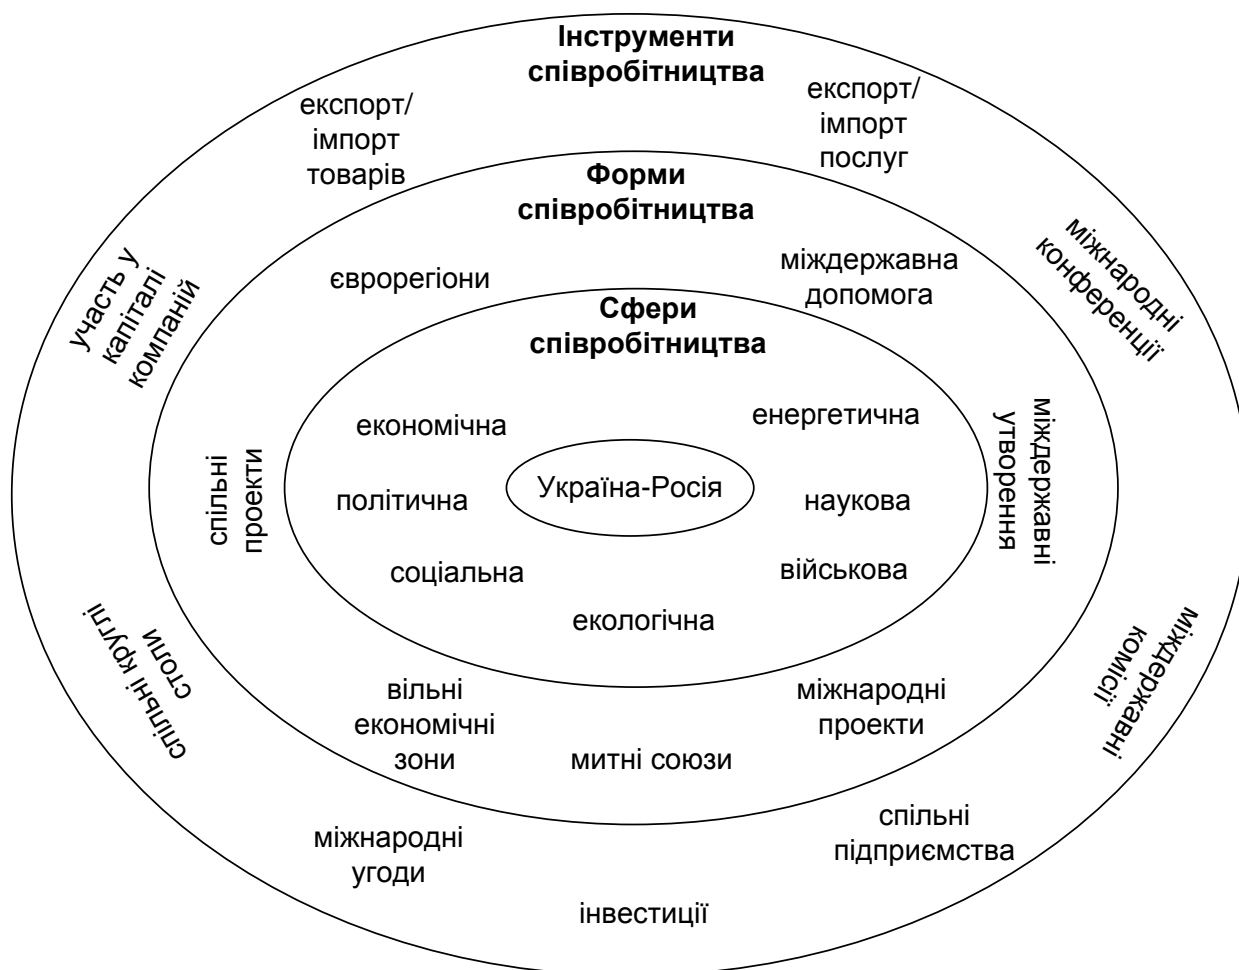 Інструменти
співробітництва
експорт/
імпорт
товарів
експорт/
імпорт
послуг
участь у
капіталі
компаній
міжнародні
конференції
спільні круглі
столи
міждержавні
комісії
міжнародні
угоди
інвестиції
спільні
підприємства
Форми
співробітництва
єврорегіони
міждержавна
допомога
спільні
проекти
міждержавні
утворення
вільні
економічні
зони
митні союзи
міжнародні
проекти
Сфери
співробітництва
економічна
енергетична
політична
наукова
соціальна
військова
екологічна
Україна-Росія